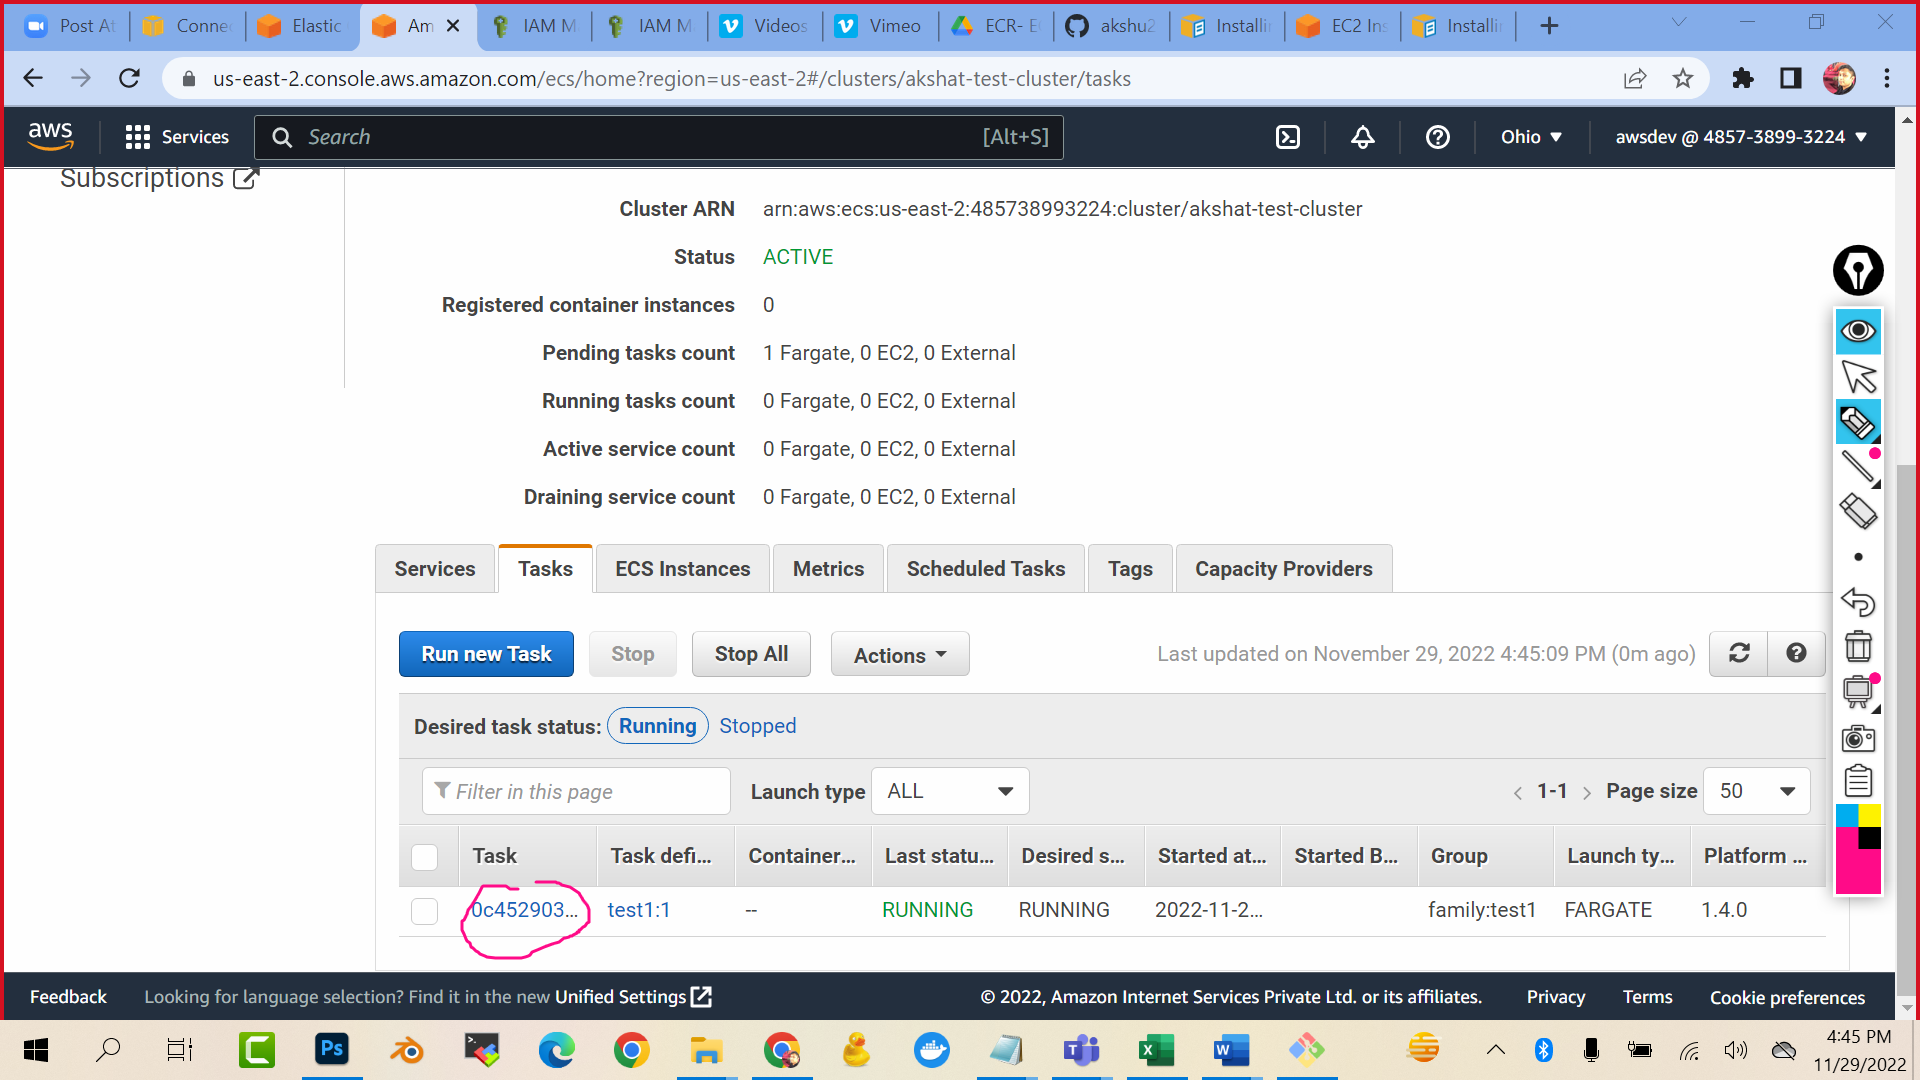 Post At
Conne
Elastic
Am
IAM M
IAM M
Videos
Vimeo
ECR- E
akshu2
Installi
EC2 Ins
Installi
us-east-2.console.aws.amazon.com/ecs/home?region=us-east-2#/clusters/akshat-test-cluster/tasks
aws
Services
Search
[Alt+S]
Ohio
awsdev @ 4857-3899-3224
Subscriptions
Cluster ARN arn:aws:ecs:us-east-2:485738993224:cluster/akshat-test-cluster
Status ACTIVE
Registered container instances 0
Pending tasks count 1 Fargate, 0 EC2, 0 External
Running tasks count 0 Fargate, 0 EC2, 0 External
Active service count 0 Fargate, 0 EC2, 0 External
Draining service count 0 Fargate, 0 EC2, 0 External
Services Tasks ECS Instances Metrics Scheduled Tasks Tags Capacity Providers
Run new Task Stop Stop All Actions Last updated on November 29, 2022 4:45:09 PM (0m ago)
Desired task status: Running Stopped
Filter in this page Launch type ALL < 1-1 > Page size 50
Task Task defi... Container... Last statu... Desired s... Started at... Started B... Group Launch ty... Platform ...
0c452903... test1:1 -- RUNNING RUNNING 2022-11-2... family:test1 FARGATE 1.4.0
Feedback Looking for language selection? Find it in the new Unified Settings © 2022, Amazon Internet Services Private Ltd. or its affiliates. Privacy Terms Cookie preferences
Ps
4:45 PM
11/29/2022